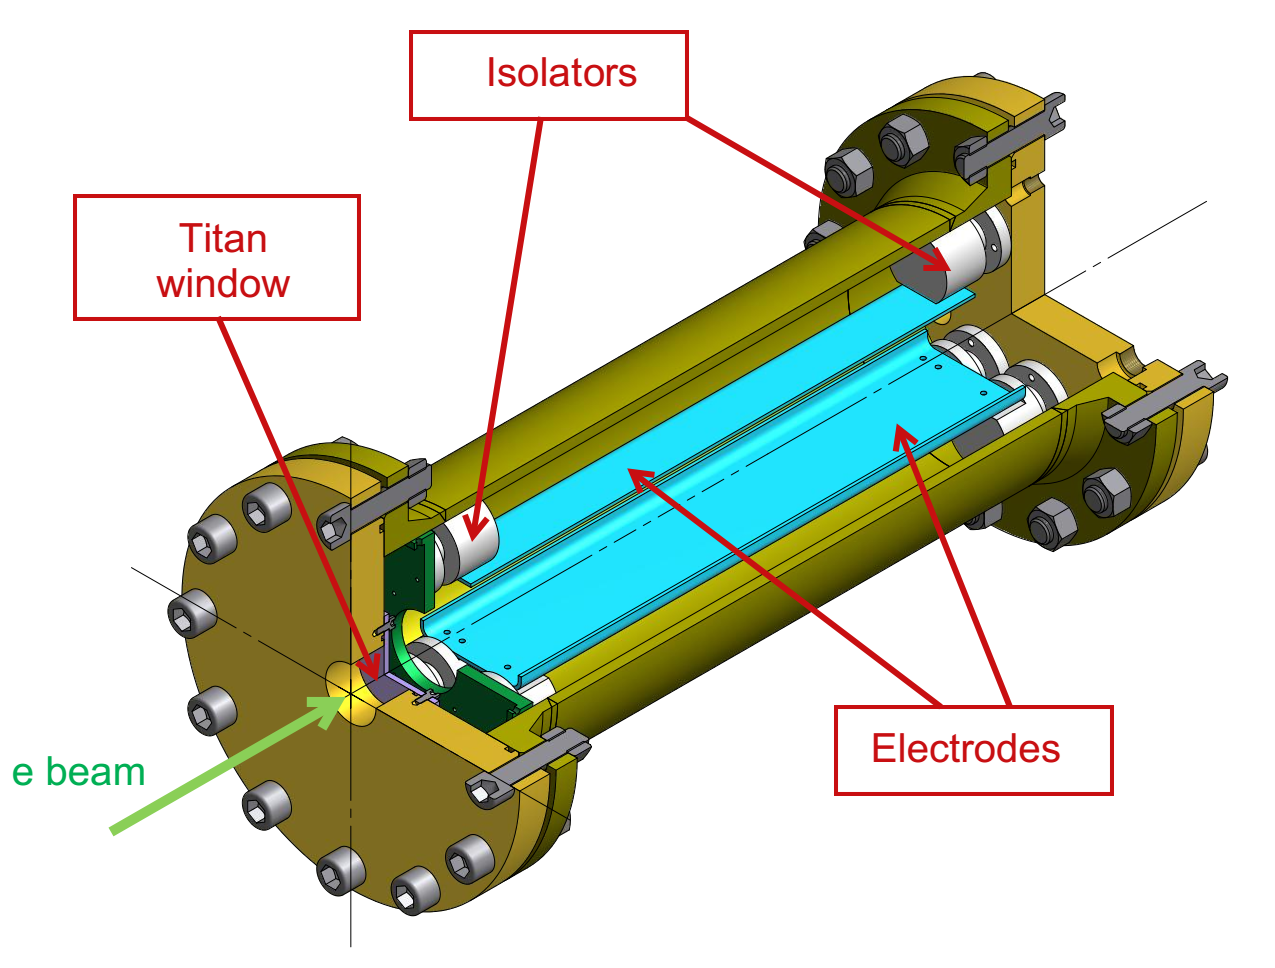 Isolators
Titan
window
Electrodes
e beam